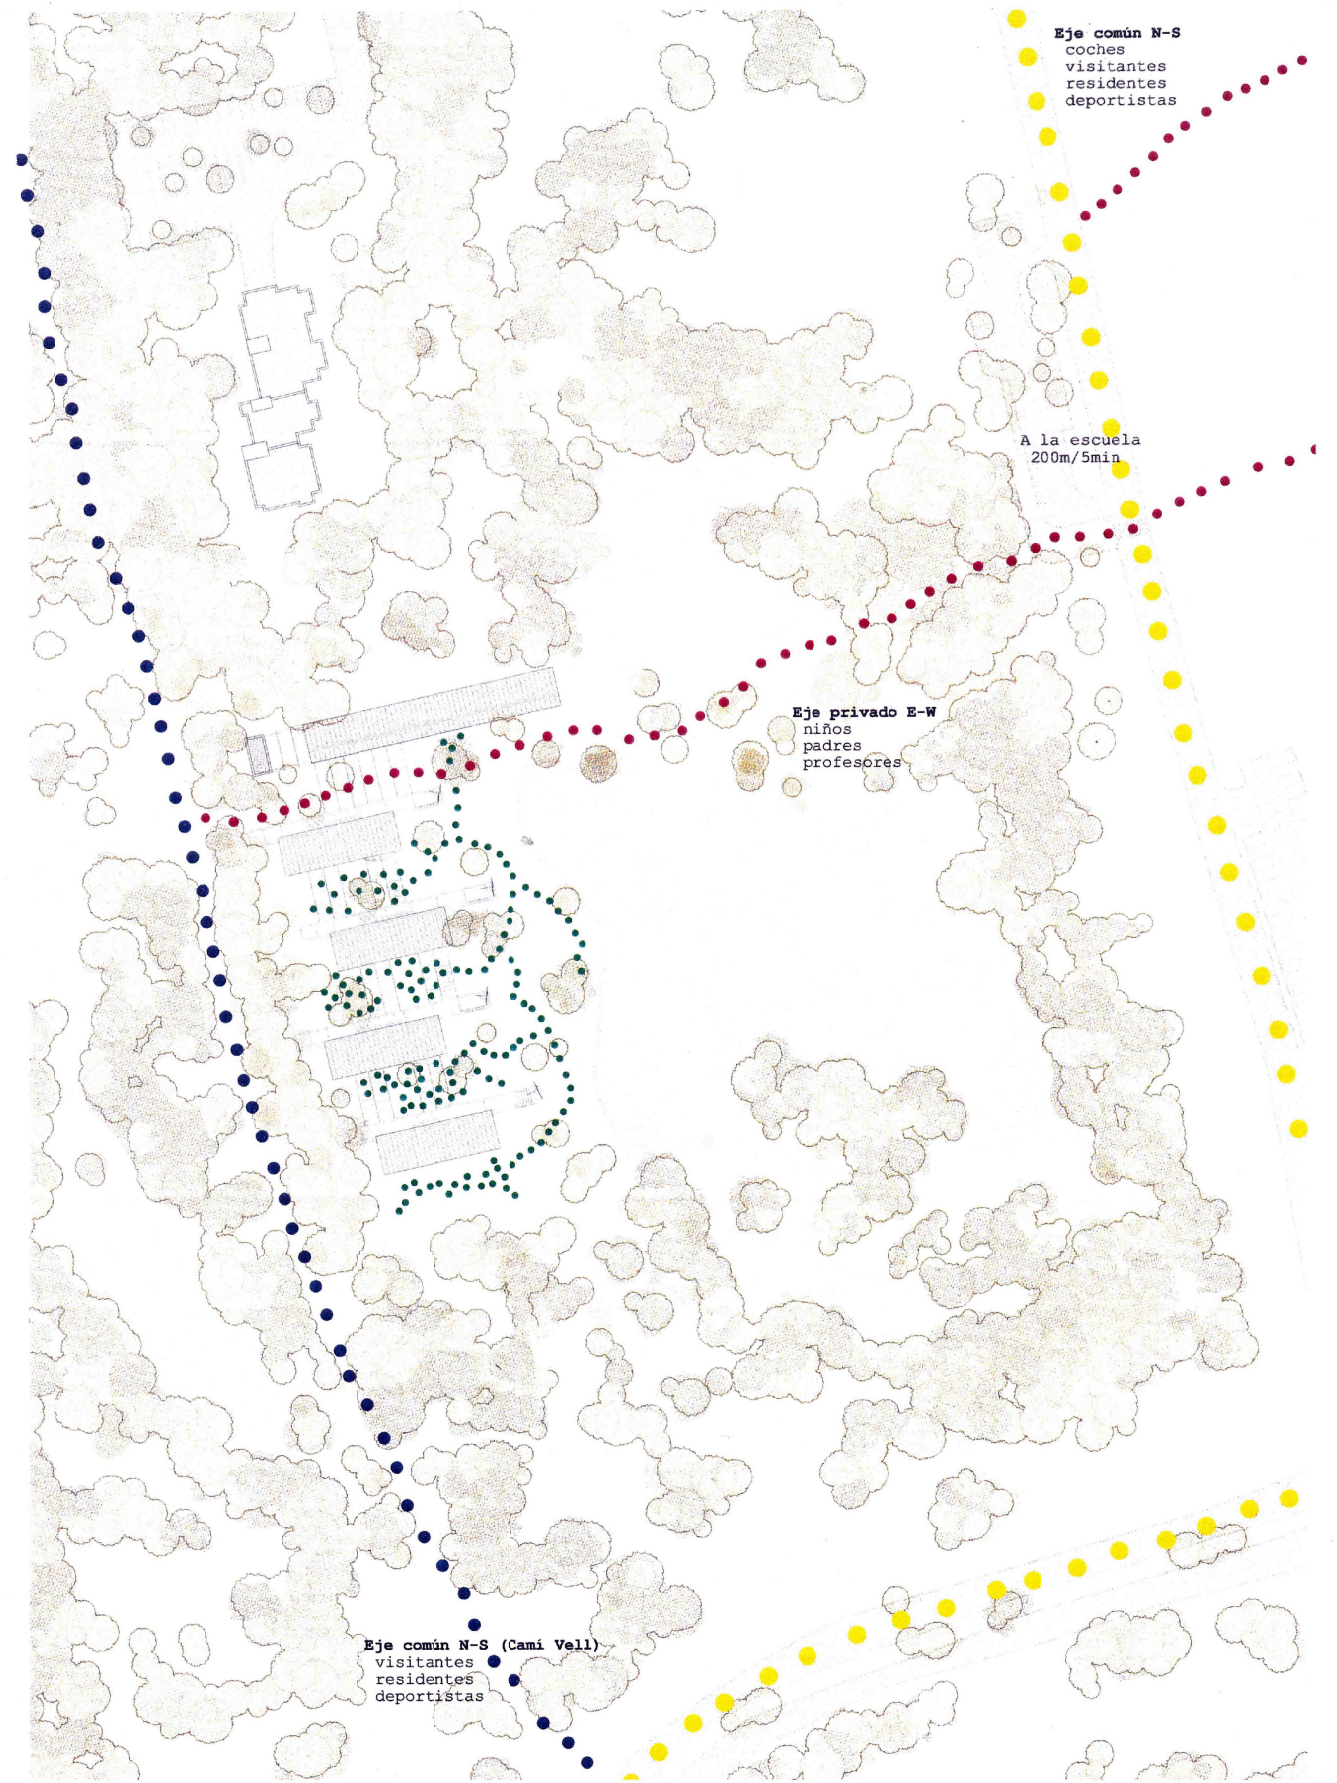 Eje común N-S
coches
visitantes
residentes
deportistas
A la escuela
200m/5min
Eje privado E-W
niños
padres
profesores
Eje común N-S (Camí Vell)
visitantes
residentes
deportistas